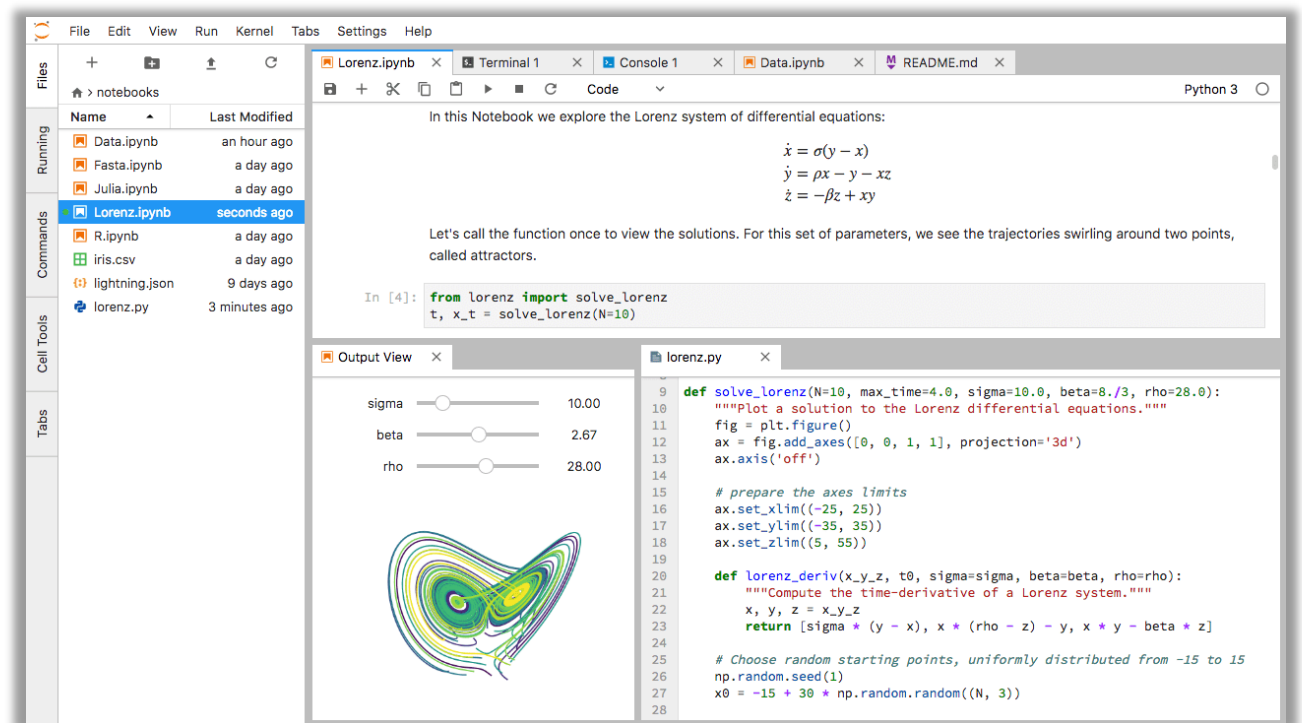 File Edit View Run Kernel Tabs Settings Help
Files
Running
Commands
Cell Tools
Tabs
notebooks
Name Last Modified
Data.ipynb an hour ago
Fasta.ipynb a day ago
Julia.ipynb a day ago
Lorenz.ipynb seconds ago
R.ipynb a day ago
iris.csv a day ago
lightning.json 9 days ago
lorenz.py 3 minutes ago
Lorenz.ipynb Terminal 1 Console 1 Data.ipynb README.md
Code Python 3
In this Notebook we explore the Lorenz system of differential equations:
ẋ = σ(y − x)
ẏ = ρx − y − xz
ż = −βz + xy
Let's call the function once to view the solutions. For this set of parameters, we see the trajectories swirling around two points,
called attractors.
In [4]: from lorenz import solve_lorenz
t, x_t = solve_lorenz(N=10)
Output View
sigma 10.00
beta 2.67
rho 28.00
lorenz.py
9 def solve_lorenz(N=10, max_time=4.0, sigma=10.0, beta=8./3, rho=28.0):
10     """Plot a solution to the Lorenz differential equations."""
11     fig = plt.figure()
12     ax = fig.add_axes([0, 0, 1, 1], projection='3d')
13     ax.axis('off')
14
15     # prepare the axes limits
16     ax.set_xlim((-25, 25))
17     ax.set_ylim((-35, 35))
18     ax.set_zlim((5, 55))
19
20     def lorenz_deriv(x_y_z, t0, sigma=sigma, beta=beta, rho=rho):
21         """Compute the time-derivative of a Lorenz system."""
22         x, y, z = x_y_z
23         return [sigma * (y - x), x * (rho - z) - y, x * y - beta * z]
24
25     # Choose random starting points, uniformly distributed from -15 to 15
26     np.random.seed(1)
27     x0 = -15 + 30 * np.random.random((N, 3))
28